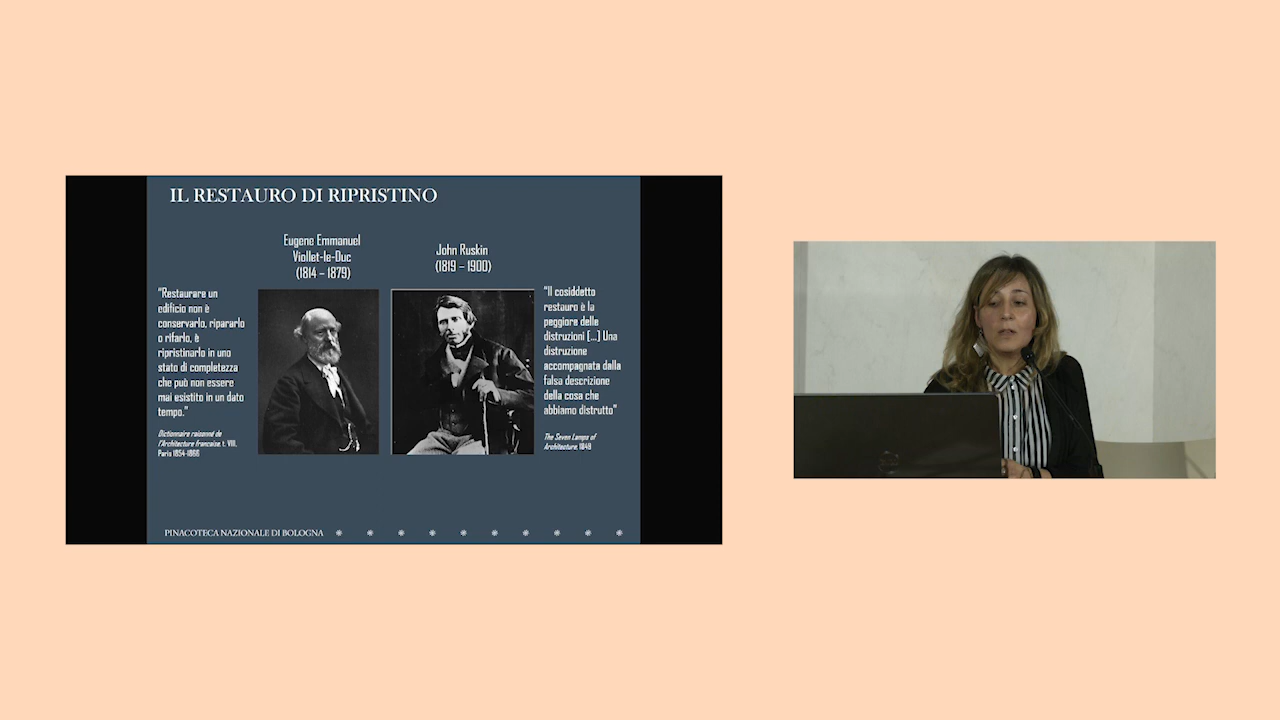 IL RESTAURO DI RIPRISTINO
Eugene Emmanuel
Viollet-le-Duc
(1814 – 1879)
John Ruskin
(1819 – 1900)
"Restaurare un
edificio non è
conservarlo, ripararlo
o rifarlo, è
ripristinarlo in uno
stato di completezza
che può non essere
mai esistito in un dato
tempo."
Dictionnaire raisonné de
l'Architecture francaise, t. VIII,
Paris 1854-1866
"Il cosiddetto
restauro è la
peggiore delle
distruzioni [...] Una
distruzione
accompagnata dalla
falsa descrizione
della cosa che
abbiamo distrutto"
The Seven Lamps of
Architecture, 1849
PINACOTECA NAZIONALE DI BOLOGNA